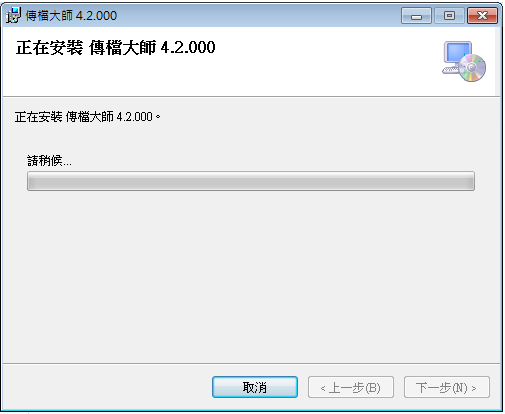 傳檔大師 4.2.000
正在安裝 傳檔大師 4.2.000
正在安裝 傳檔大師 4.2.000。
請稍候...
取消
< 上一步(B)
下一步(N) >